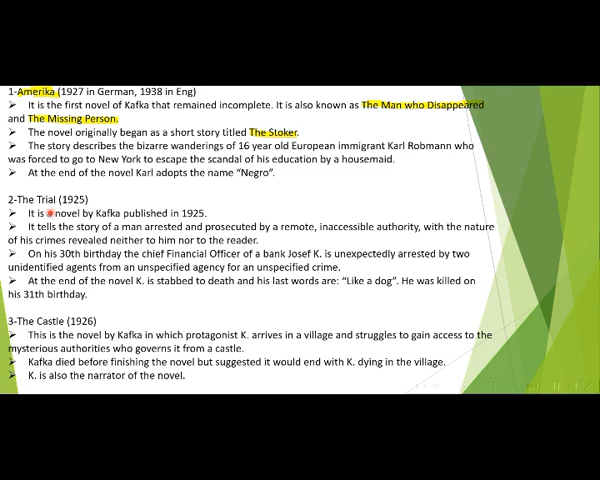 1-Amerika (1927 in German, 1938 in Eng)
➢ It is the first novel of Kafka that remained incomplete. It is also known as The Man who Disappeared
and The Missing Person.
➢ The novel originally began as a short story titled The Stoker.
➢ The story describes the bizarre wanderings of 16 year old European immigrant Karl Robmann who
was forced to go to New York to escape the scandal of his education by a housemaid.
➢ At the end of the novel Karl adopts the name “Negro”.
2-The Trial (1925)
➢ It is a novel by Kafka published in 1925.
➢ It tells the story of a man arrested and prosecuted by a remote, inaccessible authority, with the nature
of his crimes revealed neither to him nor to the reader.
➢ On his 30th birthday the chief Financial Officer of a bank Josef K. is unexpectedly arrested by two
unidentified agents from an unspecified agency for an unspecified crime.
➢ At the end of the novel K. is stabbed to death and his last words are: “Like a dog”. He was killed on
his 31th birthday.
3-The Castle (1926)
➢ This is the novel by Kafka in which protagonist K. arrives in a village and struggles to gain access to the
mysterious authorities who governs it from a castle.
➢ Kafka died before finishing the novel but suggested it would end with K. dying in the village.
➢ K. is also the narrator of the novel.